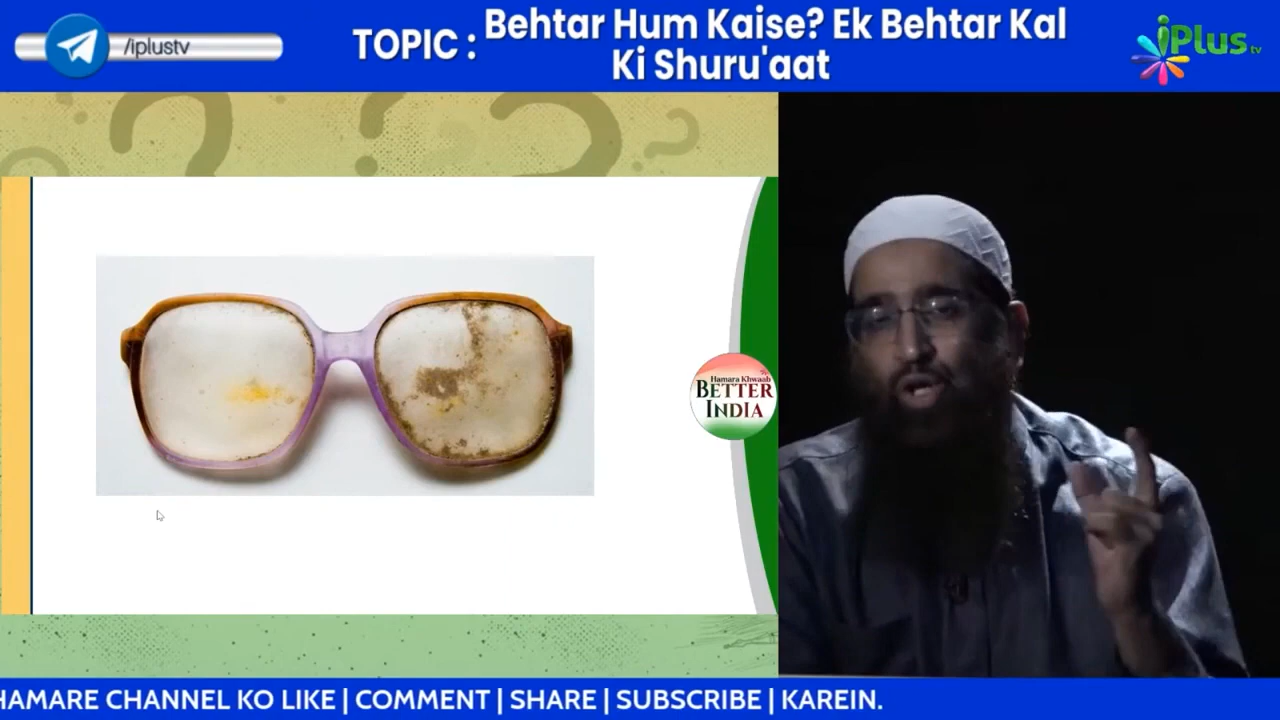 /iplustv
TOPIC :
Behtar Hum Kaise? Ek Behtar Kal
Ki Shuru'aat
iPlus tv
Hamara Khwaab
BETTER
INDIA
HAMARE CHANNEL KO LIKE | COMMENT | SHARE | SUBSCRIBE | KAREIN.